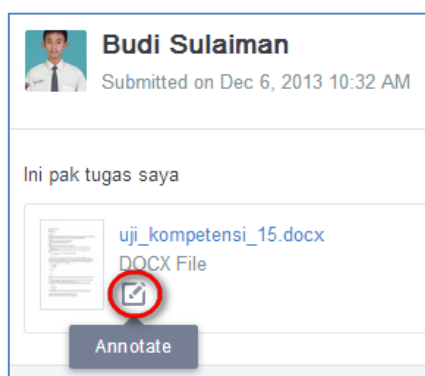 Budi Sulaiman
Submitted on Dec 6, 2013 10:32 AM
Ini pak tugas saya
uji_kompetensi_15.docx
DOCX File
Annotate